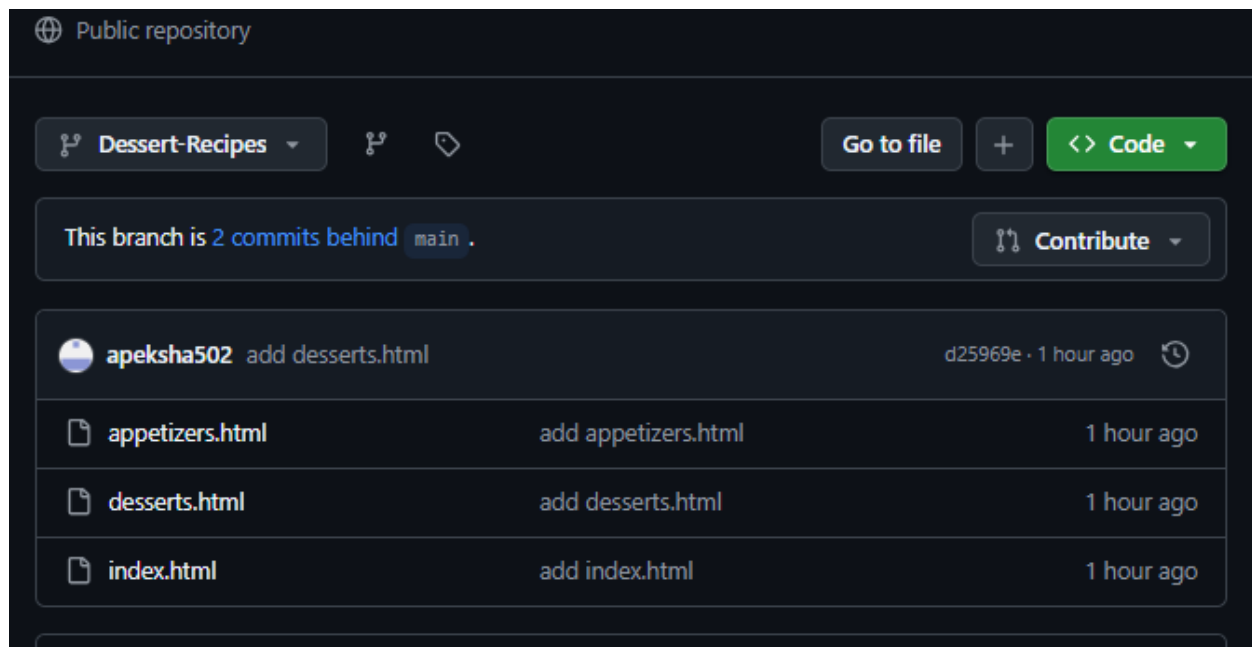 Public repository
Dessert-Recipes Go to file + <> Code
This branch is 2 commits behind main .
Contribute
apeksha502 add desserts.html d25969e · 1 hour ago
appetizers.html add appetizers.html 1 hour ago
desserts.html add desserts.html 1 hour ago
index.html add index.html 1 hour ago